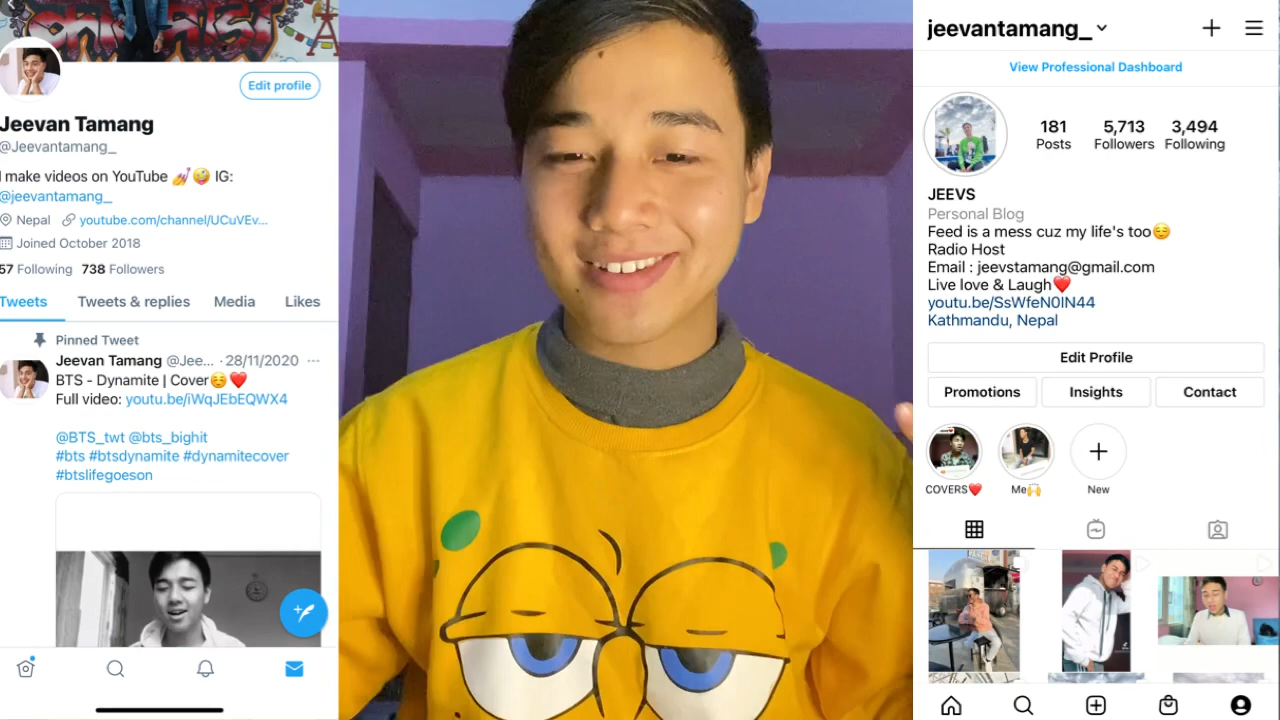 Edit profile
Jeevan Tamang
@Jeevantamang_
I make videos on YouTube 💅🤪 IG:
@jeevantamang_
Nepal youtube.com/channel/UCuVEv...
Joined October 2018
57 Following 738 Followers
Tweets Tweets & replies Media Likes
Pinned Tweet
Jeevan Tamang @Jee... · 28/11/2020 ...
BTS - Dynamite | Cover😌❤️
Full video: youtu.be/iWqJEbEQWX4
@BTS_twt @bts_bighit
#bts #btsdynamite #dynamitecover
#btslifegoeson
jeevantamang_
View Professional Dashboard
181 5,713 3,494
Posts Followers Following
JEEVS
Personal Blog
Feed is a mess cuz my life's too😌
Radio Host
Email : jeevstamang@gmail.com
Live love & Laugh❤️
youtu.be/SsWfeN0IN44
Kathmandu, Nepal
Edit Profile
Promotions Insights Contact
COVERS❤️ Me🙌 New